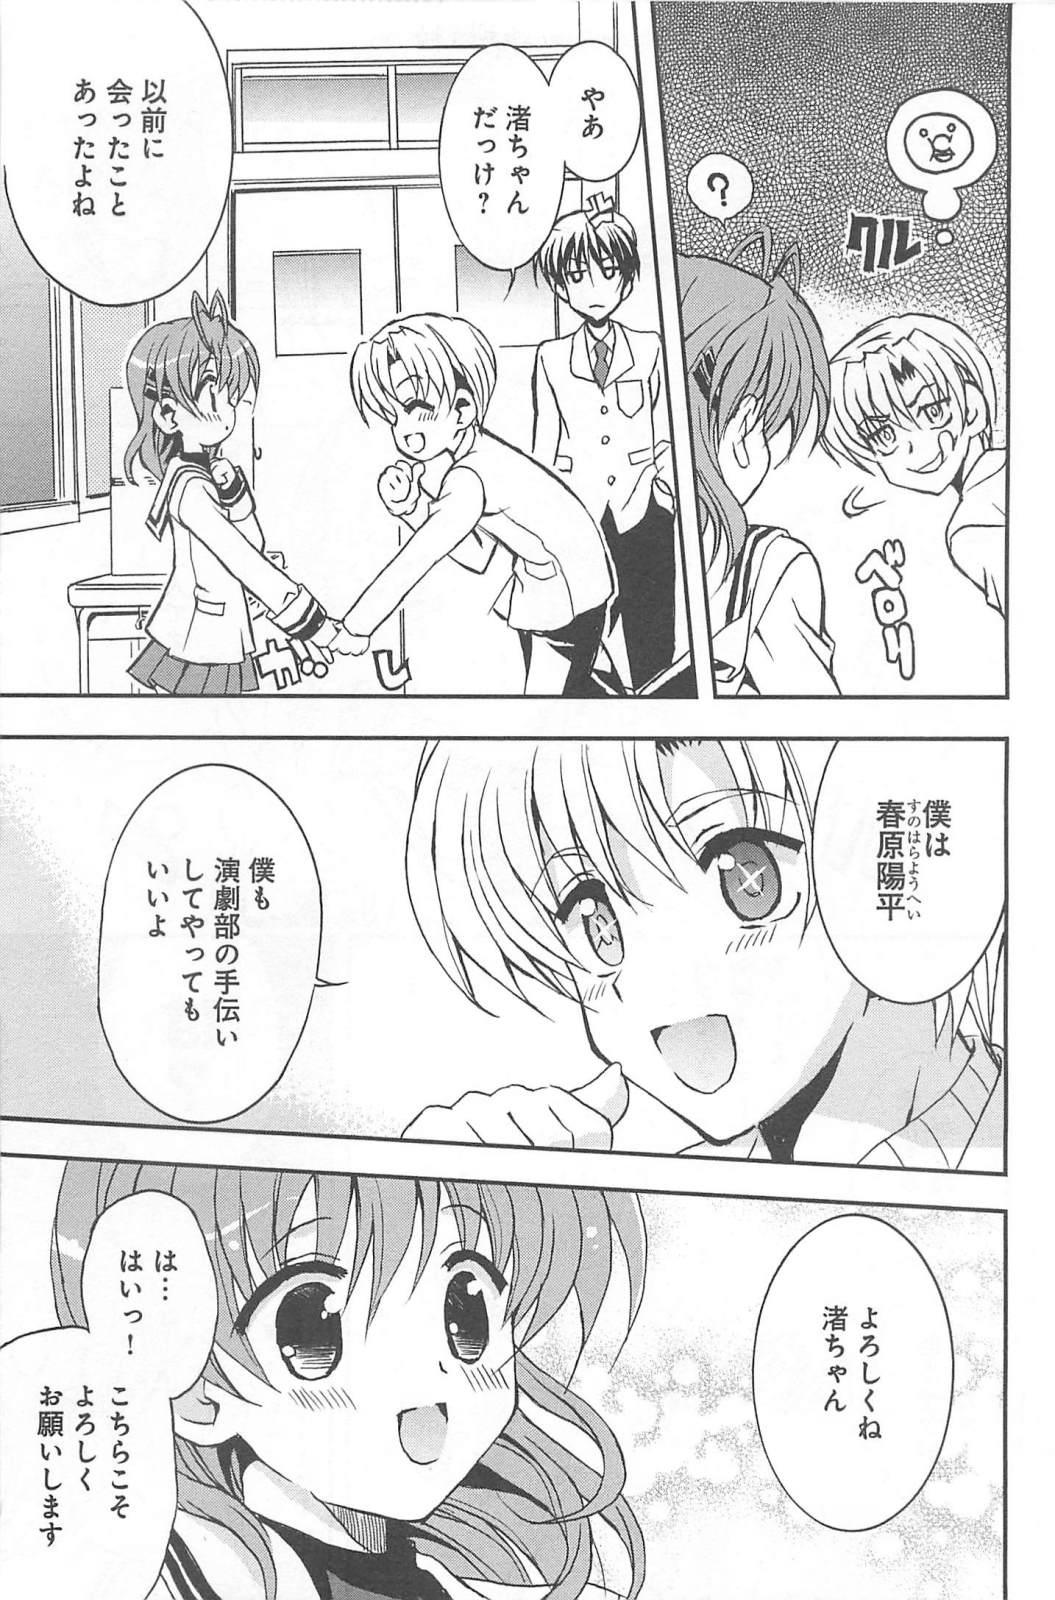 ？
クル
ペロリ
やあ
渚ちゃん
だっけ？
以前に
会ったこと
あったよね
ガッ
し
僕は
春原陽平
すのはらようへい
僕も
演劇部の手伝い
してやっても
いいよ
よろしくね
渚ちゃん
は…
はいっ！
こちらこそ
よろしく
お願いします